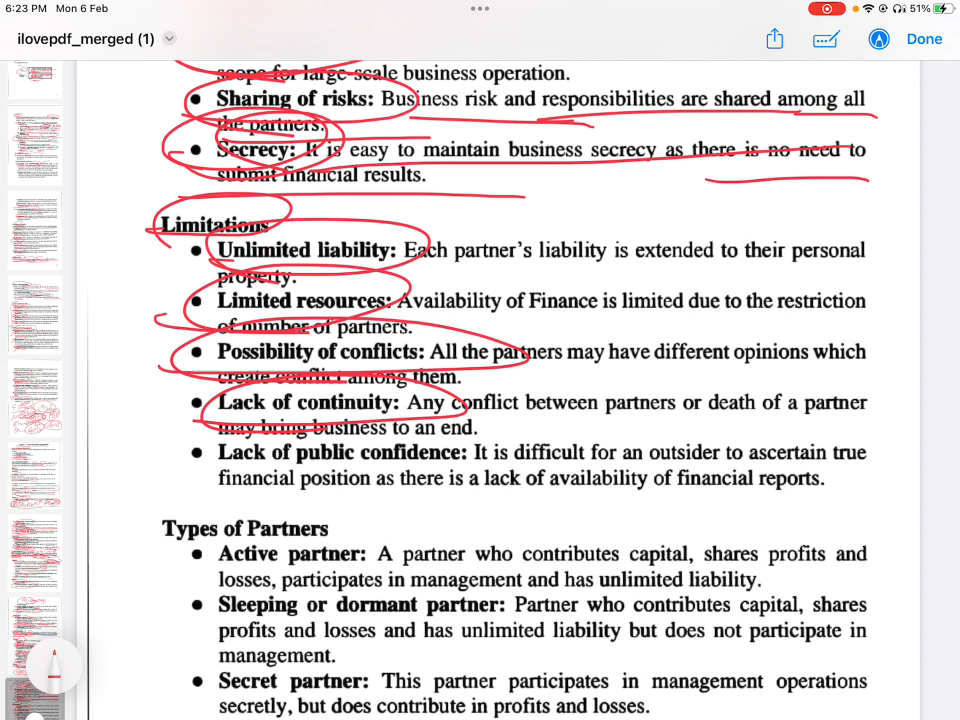 6:23 PM Mon 6 Feb
51%
ilovepdf_merged (1)
Done
scope for large-scale business operation.
• Sharing of risks: Business risk and responsibilities are shared among all
the partners.
• Secrecy: It is easy to maintain business secrecy as there is no need to
submit financial results.
Limitations
• Unlimited liability: Each partner's liability is extended to their personal
property.
• Limited resources: Availability of Finance is limited due to the restriction
of number of partners.
• Possibility of conflicts: All the partners may have different opinions which
create conflict among them.
• Lack of continuity: Any conflict between partners or death of a partner
may bring business to an end.
• Lack of public confidence: It is difficult for an outsider to ascertain true
financial position as there is a lack of availability of financial reports.
Types of Partners
• Active partner: A partner who contributes capital, shares profits and
losses, participates in management and has unlimited liability.
• Sleeping or dormant partner: Partner who contributes capital, shares
profits and losses and has unlimited liability but does not participate in
management.
• Secret partner: This partner participates in management operations
secretly, but does contribute in profits and losses.